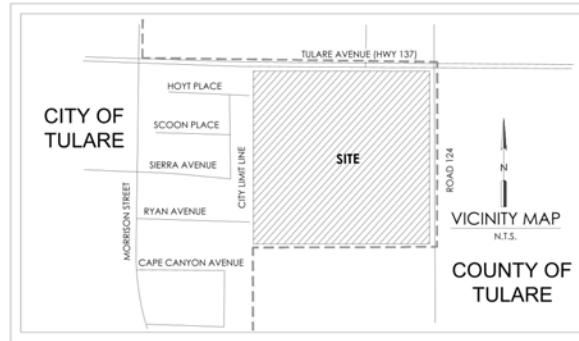 TULARE AVENUE (HWY 137)
HOYT PLACE
CITY OF
TULARE
SCOON PLACE
SITE
SIERRA AVENUE
CITY LIMIT LINE
ROAD 124
N
RYAN AVENUE
MORRISON STREET
VICINITY MAP
N.T.S.
CAPE CANYON AVENUE
COUNTY OF
TULARE